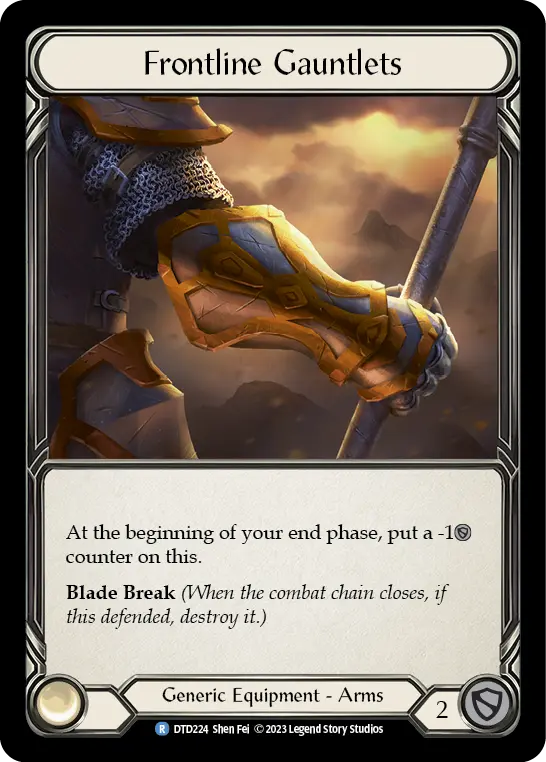 Frontline Gauntlets
At the beginning of your end phase, put a -1
counter on this.
Blade Break (When the combat chain closes, if
this defended, destroy it.)
Generic Equipment - Arms
2
R DTD224 Shen Fei © 2023 Legend Story Studios